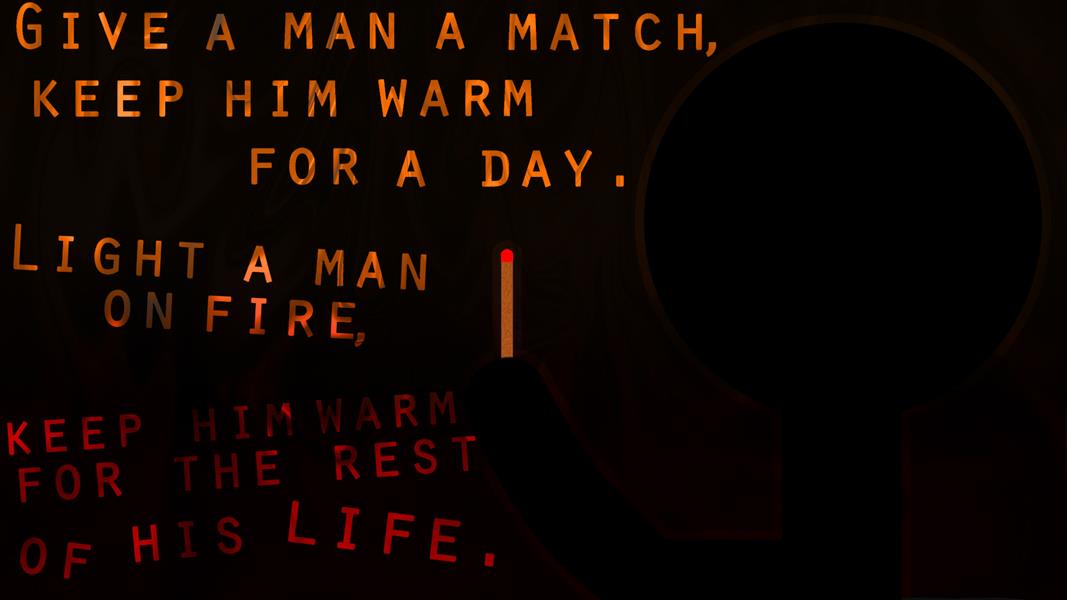 GIVE A MAN A MATCH,
KEEP HIM WARM
FOR A DAY.
LIGHT A MAN
ON FIRE,
KEEP HIM WARM
FOR THE REST
OF HIS LIFE.